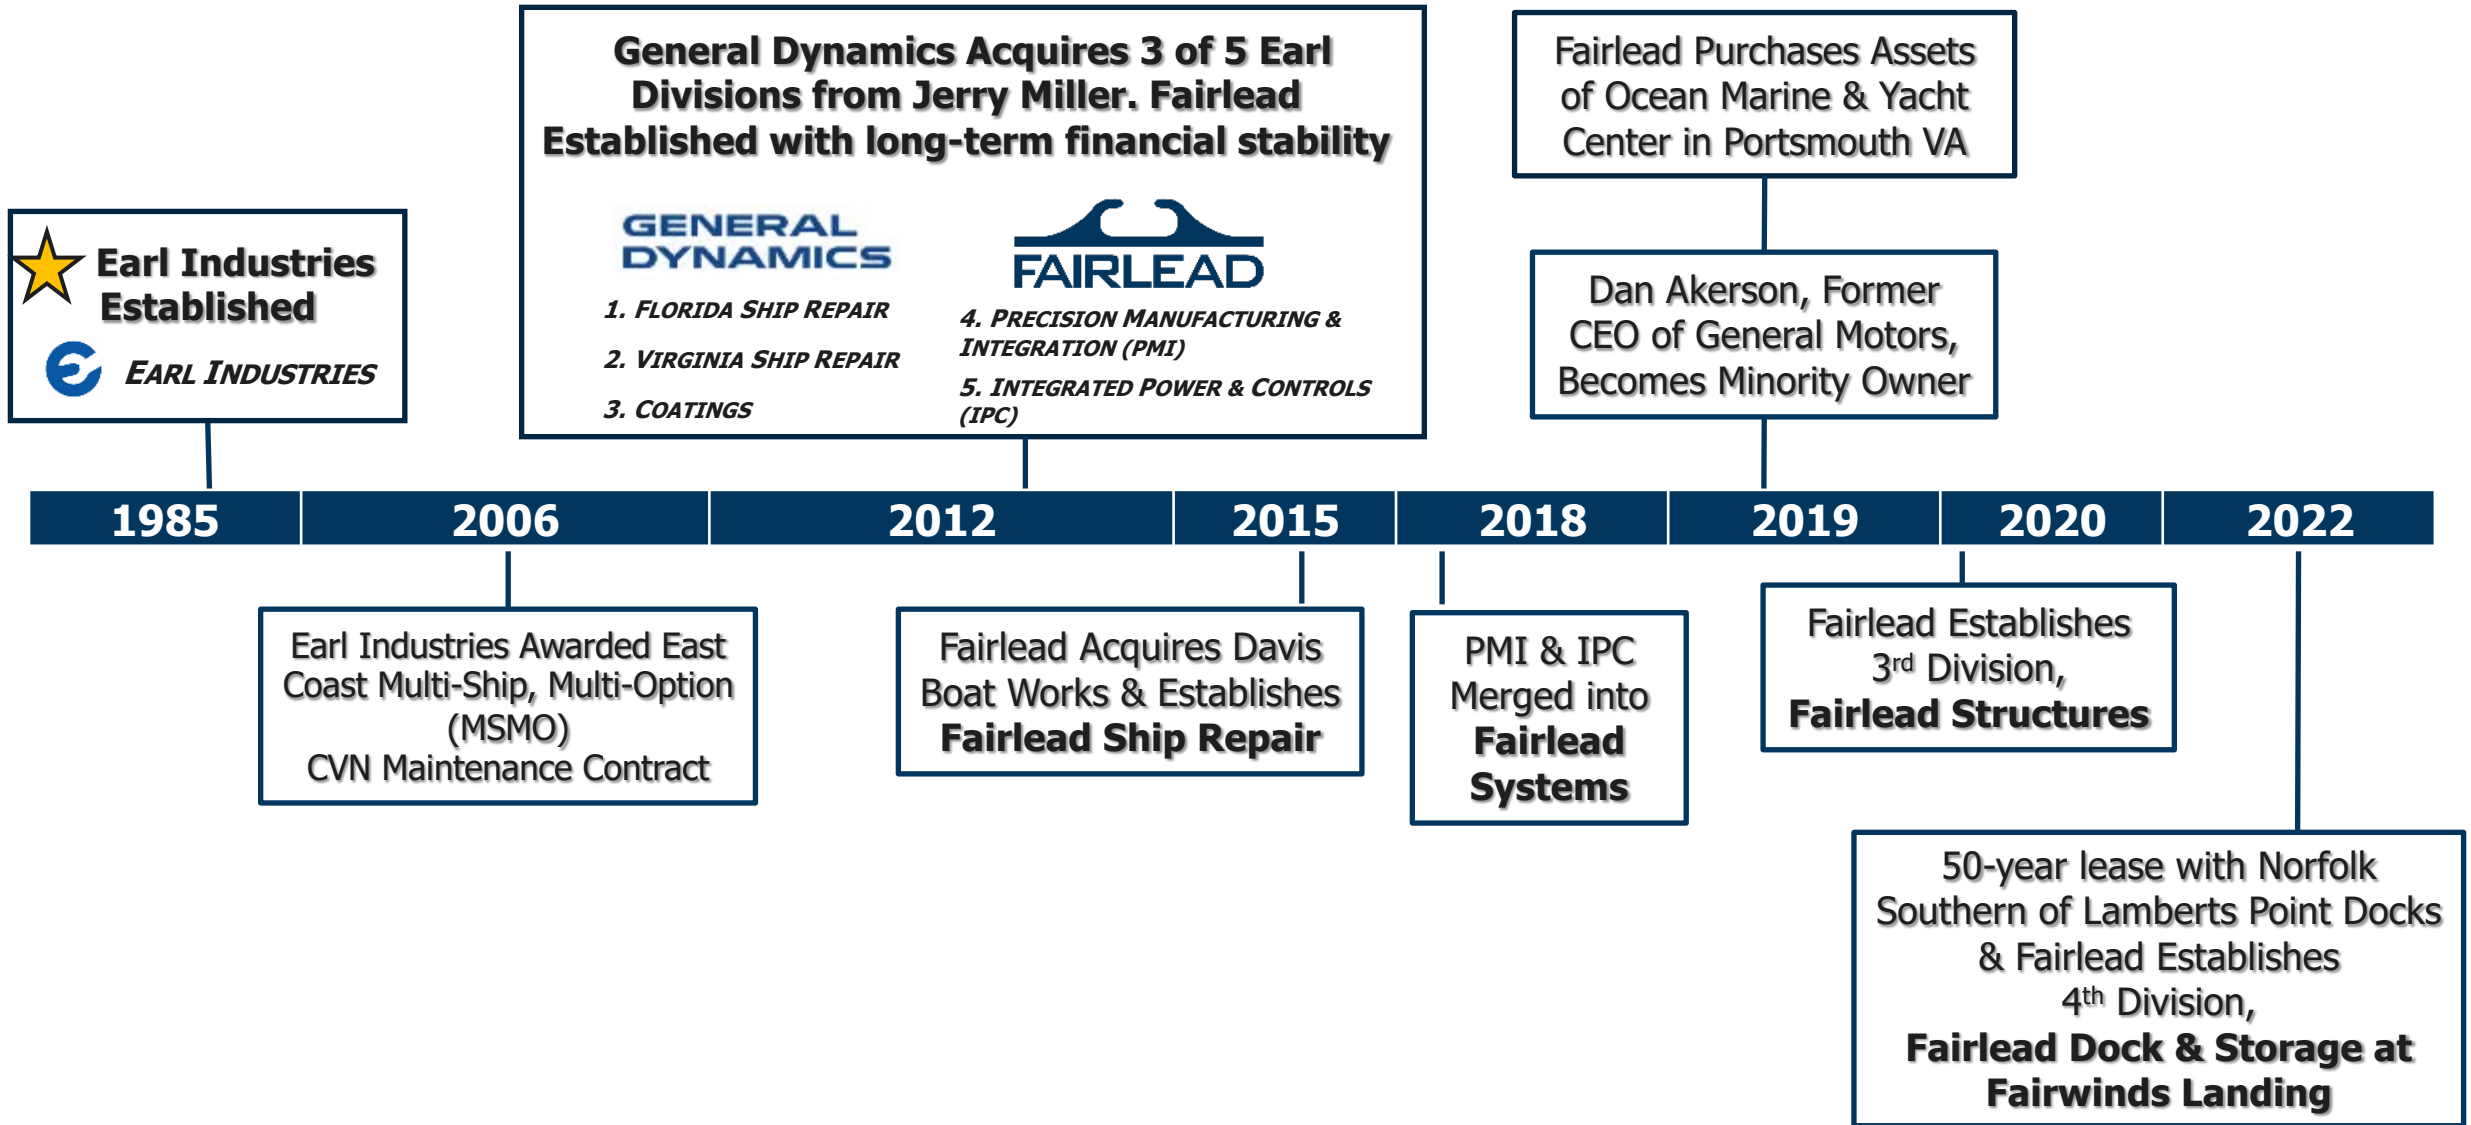 General Dynamics Acquires 3 of 5 Earl
Divisions from Jerry Miller. Fairlead
Established with long-term financial stability
GENERAL
DYNAMICS
1. FLORIDA SHIP REPAIR
2. VIRGINIA SHIP REPAIR
3. COATINGS
FAIRLEAD
4. PRECISION MANUFACTURING &
INTEGRATION (PMI)
5. INTEGRATED POWER & CONTROLS
(IPC)
Fairlead Purchases Assets
of Ocean Marine & Yacht
Center in Portsmouth VA
Earl Industries
Established
EARL INDUSTRIES
Dan Akerson, Former
CEO of General Motors,
Becomes Minority Owner
1985
2006
2012
2015
2018
2019
2020
2022
Earl Industries Awarded East
Coast Multi-Ship, Multi-Option
(MSMO)
CVN Maintenance Contract
Fairlead Acquires Davis
Boat Works & Establishes
Fairlead Ship Repair
PMI & IPC
Merged into
Fairlead
Systems
Fairlead Establishes
3rd Division,
Fairlead Structures
50-year lease with Norfolk
Southern of Lamberts Point Docks
& Fairlead Establishes
4th Division,
Fairlead Dock & Storage at
Fairwinds Landing